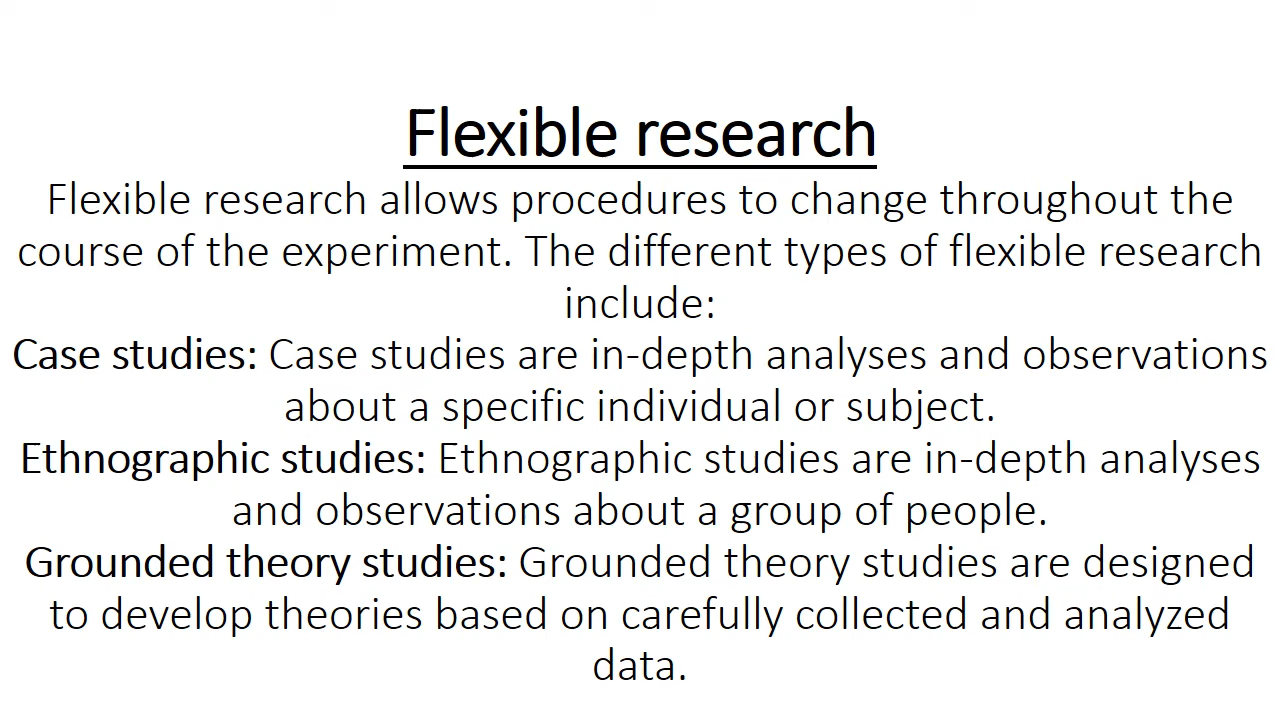 Flexible research
Flexible research allows procedures to change throughout the
course of the experiment. The different types of flexible research
include:
Case studies: Case studies are in-depth analyses and observations
about a specific individual or subject.
Ethnographic studies: Ethnographic studies are in-depth analyses
and observations about a group of people.
Grounded theory studies: Grounded theory studies are designed
to develop theories based on carefully collected and analyzed
data.